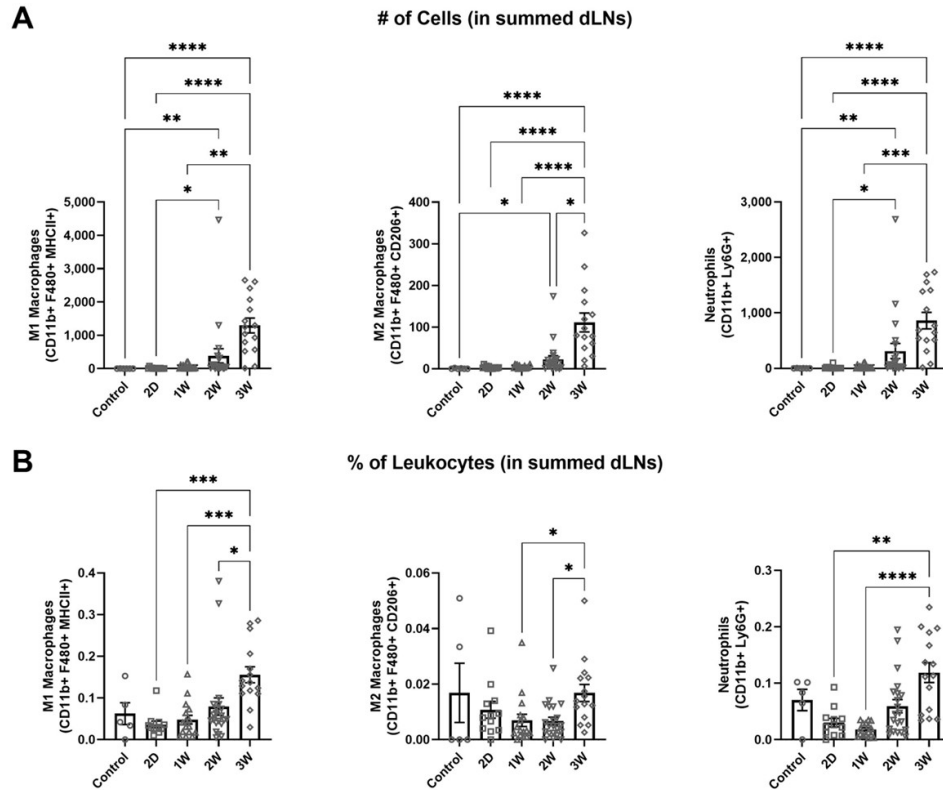 A
# of Cells (in summed dLNs)
****
****
**
**
*
M1 Macrophages
(CD11b+ F480+ MHCII+)
5,000
4,000
3,000
2,000
1,000
0
Control
2D
1W
2W
3W
****
****
****
*
*
M2 Macrophages
(CD11b+ F480+ CD206+)
400
300
200
100
0
Control
2D
1W
2W
3W
****
****
**
***
*
Neutrophils
(CD11b+ Ly6G+)
3,000
2,000
1,000
0
Control
2D
1W
2W
3W
B
% of Leukocytes (in summed dLNs)
***
***
*
M1 Macrophages
(CD11b+ F480+ MHCII+)
0.4
0.3
0.2
0.1
0.0
Control
2D
1W
2W
3W
*
*
M2 Macrophages
(CD11b+ F480+ CD206+)
0.06
0.04
0.02
0.00
Control
2D
1W
2W
3W
**
****
Neutrophils
(CD11b+ Ly6G+)
0.3
0.2
0.1
0.0
Control
2D
1W
2W
3W